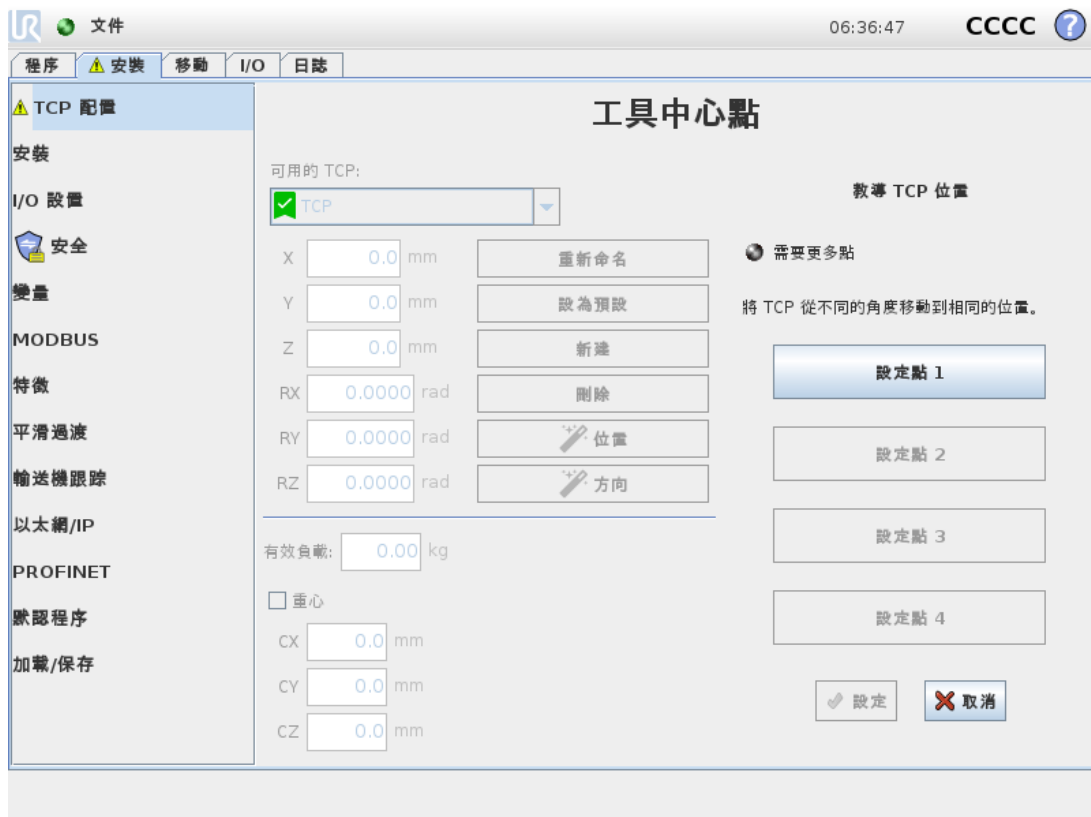 UR 文件 06:36:47 CCCC ?
程序 安裝 移動 I/O 日誌
TCP 配置
安裝
I/O 設置
安全
變量
MODBUS
特徵
平滑過渡
輸送機跟踪
以太網/IP
PROFINET
默認程序
加載/保存
工具中心點
可用的 TCP:
TCP
X 0.0 mm 重新命名
Y 0.0 mm 設為預設
Z 0.0 mm 新建
RX 0.0000 rad 刪除
RY 0.0000 rad 位置
RZ 0.0000 rad 方向
有效負載: 0.00 kg
重心
CX 0.0 mm
CY 0.0 mm
CZ 0.0 mm
教導 TCP 位置
需要更多點
將 TCP 從不同的角度移動到相同的位置。
設定點 1
設定點 2
設定點 3
設定點 4
設定 取消